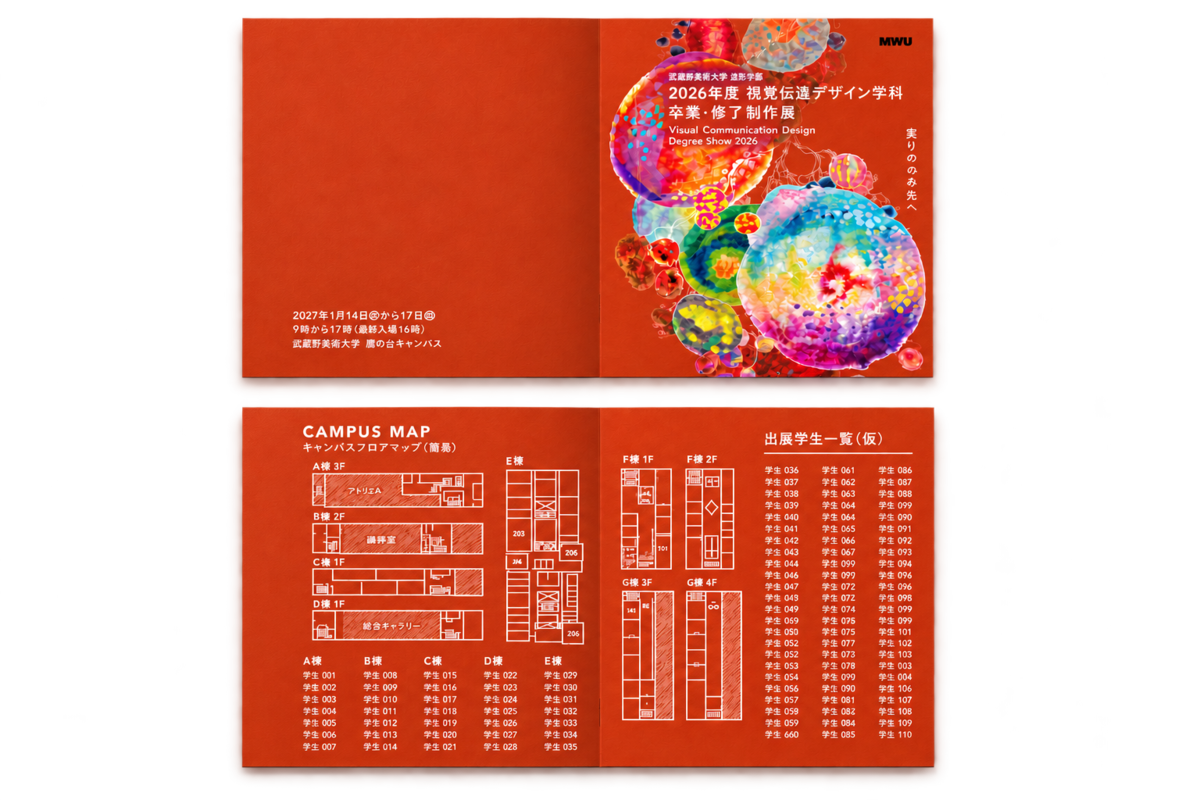 MWU
武蔵野美術大学 造形学部
2026年度 視覚伝達デザイン学科
卒業・修了制作展
Visual Communication Design
Degree Show 2026
実りののみ先へ
2027年1月14日から17日
9時から17時（最終入場16時）
武蔵野美術大学 鷹の台キャンパス
CAMPUS MAP
キャンパスフロアマップ（簡易）
A棟 3F
アトリエA
B棟 2F
講評室
C棟 1F
D棟 1F
総合ギャラリー
E棟
203
206
206
A棟
学生 001
学生 002
学生 003
学生 004
学生 005
学生 006
学生 007
B棟
学生 008
学生 009
学生 010
学生 011
学生 012
学生 013
学生 014
C棟
学生 015
学生 016
学生 017
学生 018
学生 019
学生 020
学生 021
D棟
学生 022
学生 023
学生 024
学生 025
学生 026
学生 027
学生 028
E棟
学生 029
学生 030
学生 031
学生 032
学生 033
学生 034
学生 035
F棟 1F
101
F棟 2F
G棟 3F
141
G棟 4F
出展学生一覧（仮）
学生 036
学生 037
学生 038
学生 039
学生 040
学生 041
学生 042
学生 043
学生 044
学生 046
学生 047
学生 049
学生 049
学生 069
学生 050
学生 052
学生 052
学生 053
学生 054
学生 056
学生 057
学生 059
学生 059
学生 660
学生 061
学生 062
学生 063
学生 064
学生 064
学生 065
学生 066
学生 067
学生 099
学生 099
学生 072
学生 072
学生 074
学生 075
学生 075
学生 077
学生 073
学生 078
学生 099
学生 090
学生 081
学生 082
学生 084
学生 085
学生 086
学生 087
学生 088
学生 099
学生 090
学生 091
学生 092
学生 093
学生 094
学生 096
学生 096
学生 098
学生 099
学生 099
学生 101
学生 102
学生 103
学生 003
学生 004
学生 106
学生 107
学生 108
学生 109
学生 110